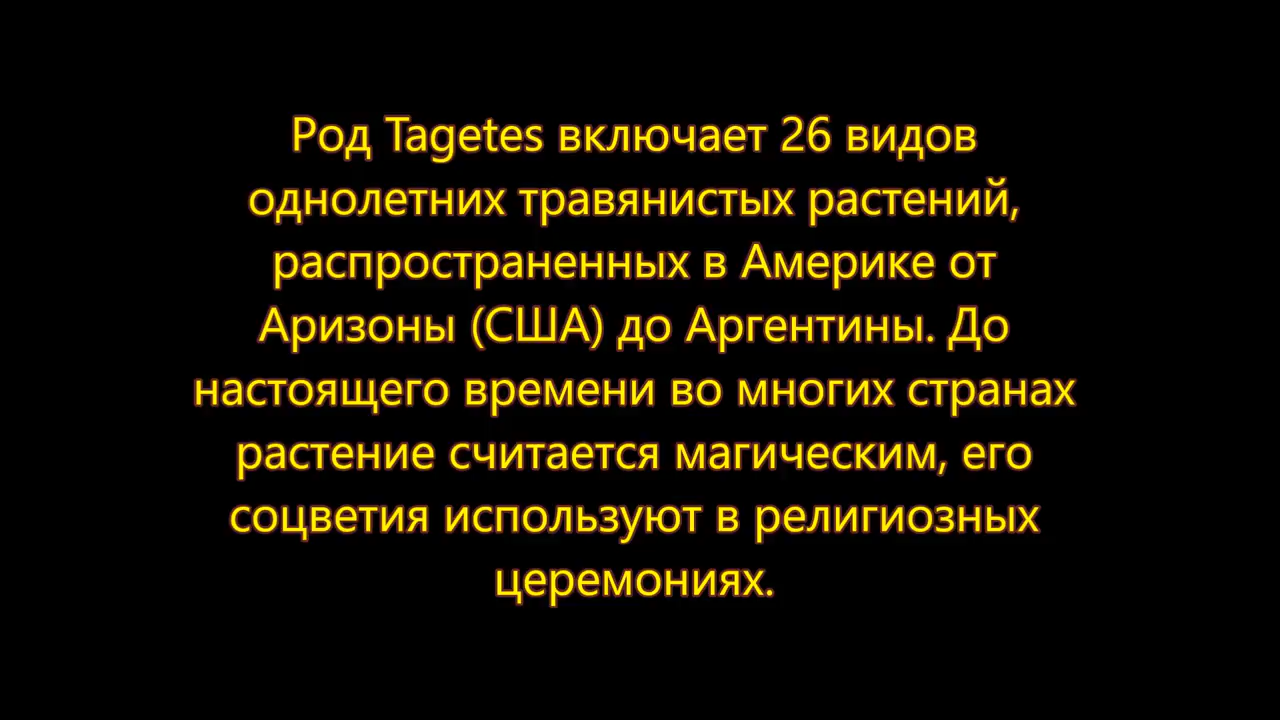 Род Tagetes включает 26 видов
однолетних травянистых растений,
распространенных в Америке от
Аризоны (США) до Аргентины. До
настоящего времени во многих странах
растение считается магическим, его
соцветия используют в религиозных
церемониях.